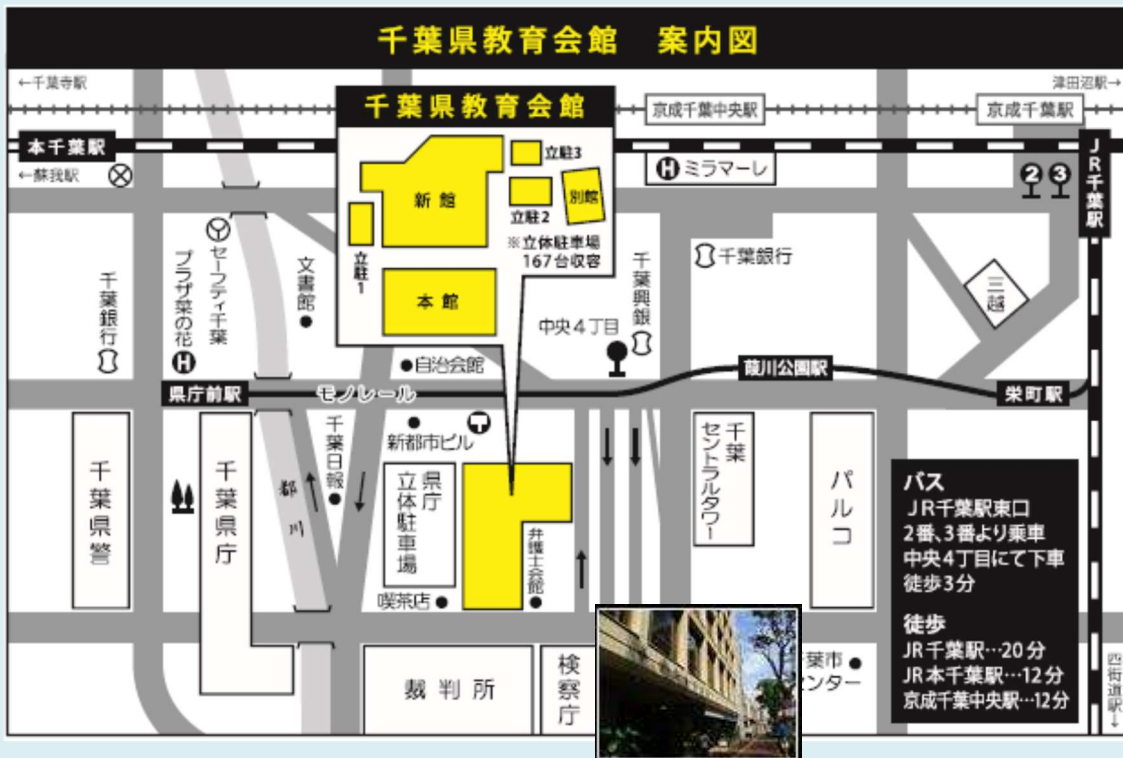 千葉県教育会館 案内図
←千葉寺駅
津田沼駅→
京成千葉中央駅
京成千葉駅
本千葉駅
←蘇我駅
JR千葉駅
千葉県教育会館
新館
本館
別館
立駐1
立駐2
立駐3
※立体駐車場
167台収容
H ミラマーレ
2 3
セーフティ千葉
プラザ菜の花
H
千葉銀行
文書館
千葉興銀
千葉銀行
三越
中央4丁目
自治会館
葭川公園駅
県庁前駅
モノレール
栄町駅
千葉県警
千葉県庁
都川
千葉日報
新都市ビル
県庁
立体駐車場
喫茶店
弁護士会館
千葉
セントラルタワー
パルコ
バス
JR千葉駅東口
2番、3番より乗車
中央4丁目にて下車
徒歩3分
徒歩
JR千葉駅…20分
JR本千葉駅…12分
京成千葉中央駅…12分
裁判所
検察庁
葉市
ンター
四街道駅→